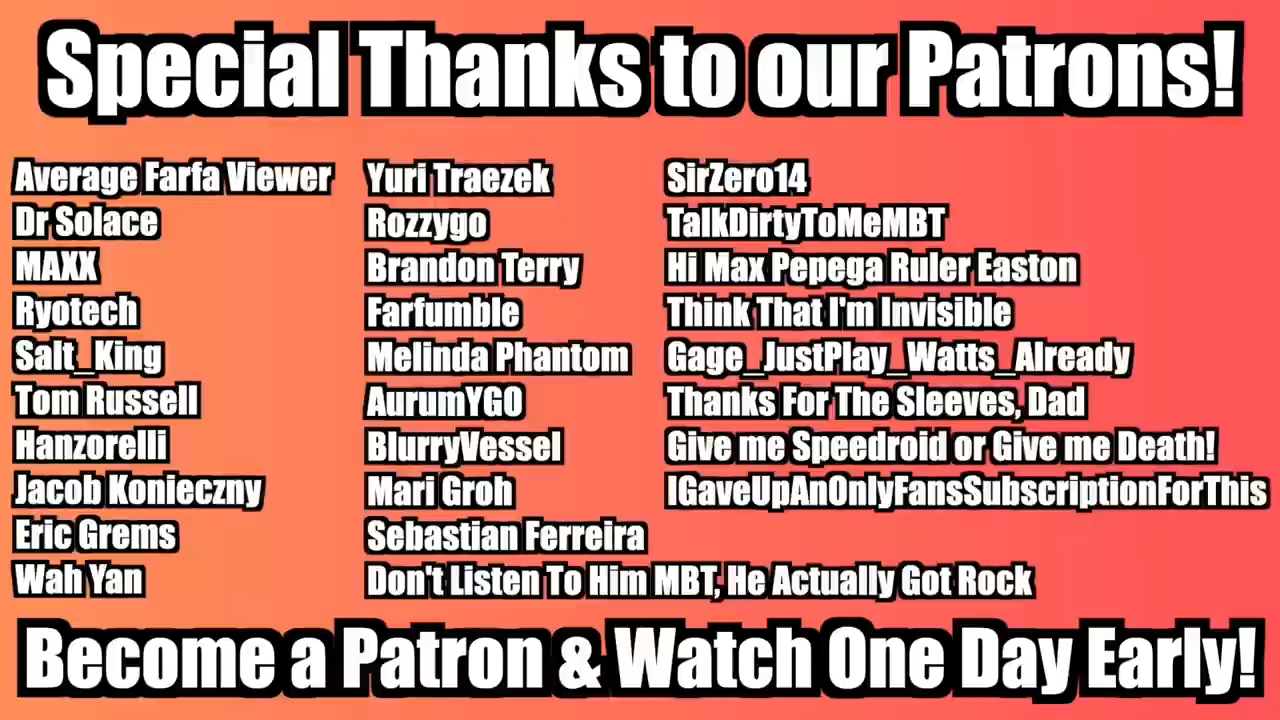 Special Thanks to our Patrons!
Average Farfa Viewer
Dr Solace
MAXX
Ryotech
Salt_King
Tom Russell
Hanzorelli
Jacob Konieczny
Eric Grems
Wah Yan
Yuri Traezek
Rozzygo
Brandon Terry
Farfumble
Melinda Phantom
AurumYGO
BlurryVessel
Mari Groh
Sebastian Ferreira
Don't Listen To Him MBT, He Actually Got Rock
SirZero14
TalkDirtyToMeMBT
Hi Max Pepega Ruler Easton
Think That I'm Invisible
Gage_JustPlay_Watts_Already
Thanks For The Sleeves, Dad
Give me Speedroid or Give me Death!
IGaveUpAnOnlyFansSubscriptionForThis
Become a Patron & Watch One Day Early!